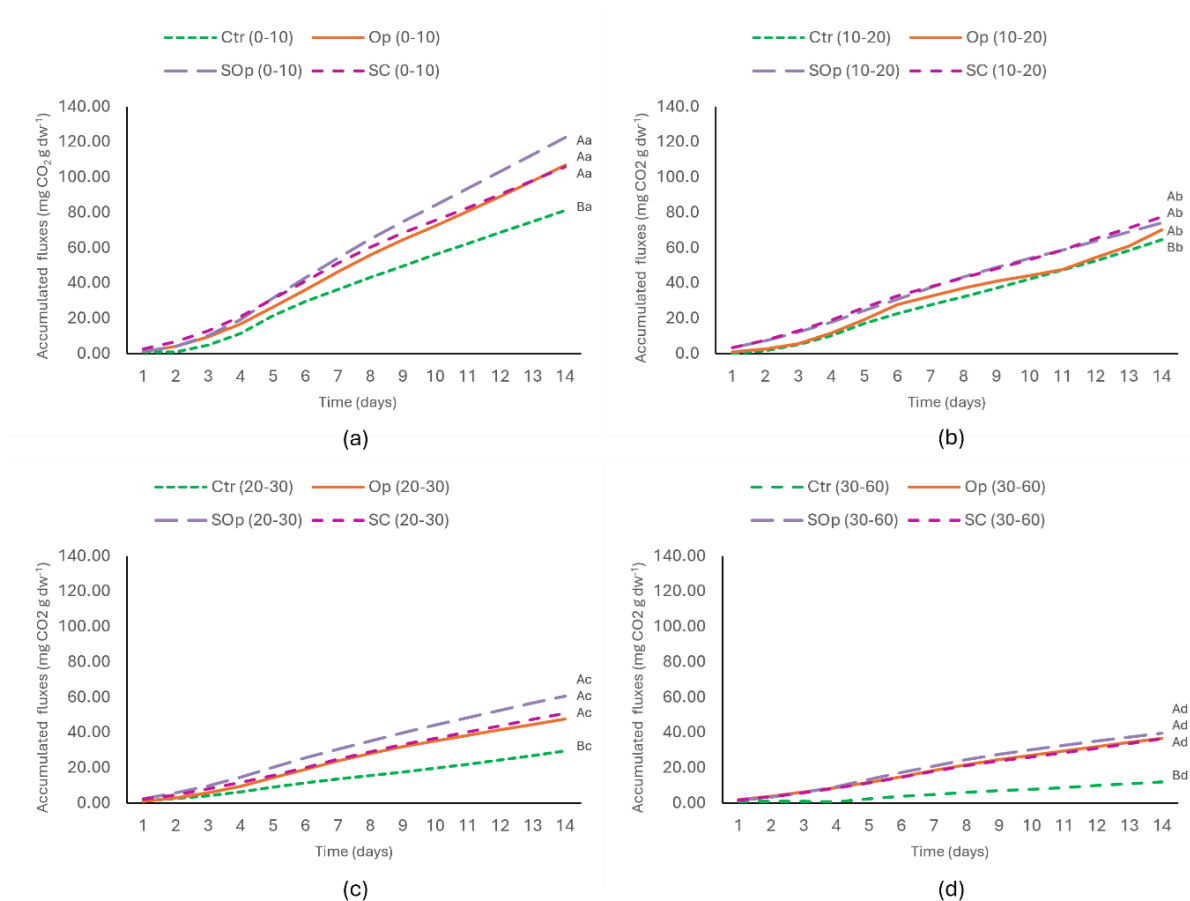 Ctr (0-10) Op (0-10)
SOp (0-10) SC (0-10)
Accumulated fluxes (mg CO₂ g dw⁻¹)
140.00
120.00
100.00
80.00
60.00
40.00
20.00
0.00
Aa
Aa
Aa
Ba
1 2 3 4 5 6 7 8 9 10 11 12 13 14
Time (days)
(a)
Ctr (10-20) Op (10-20)
SOp (10-20) SC (10-20)
Accumulated fluxes (mg CO2 g dw⁻¹)
140.0
120.0
100.0
80.0
60.0
40.0
20.0
0.0
Ab
Ab
Ab
Bb
1 2 3 4 5 6 7 8 9 10 11 12 13 14
Time (days)
(b)
Ctr (20-30) Op (20-30)
SOp (20-30) SC (20-30)
Accumulated fluxes (mg CO2 g dw⁻¹)
140.00
120.00
100.00
80.00
60.00
40.00
20.00
0.00
Ac
Ac
Ac
Bc
1 2 3 4 5 6 7 8 9 10 11 12 13 14
Time (days)
(c)
Ctr (30-60) Op (30-60)
SOp (30-60) SC (30-60)
Accumulated fluxes (mg CO2 g dw⁻¹)
140.00
120.00
100.00
80.00
60.00
40.00
20.00
0.00
Ad
Ad
Ad
Bd
1 2 3 4 5 6 7 8 9 10 11 12 13 14
Time (days)
(d)